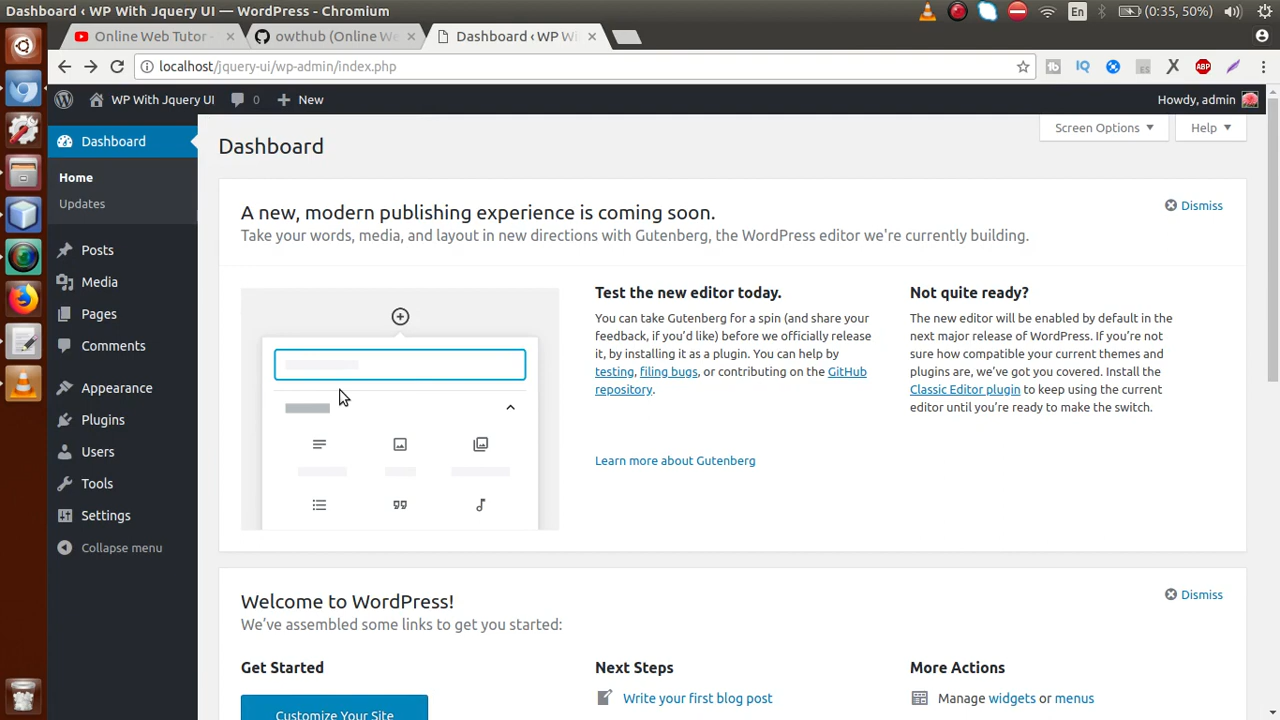 Dashboard ‹ WP With Jquery UI — WordPress - Chromium
En
(0:35, 50%)
Online Web Tutor -
owthub (Online We
Dashboard ‹ WP Wi
localhost/jquery-ui/wp-admin/index.php
IQ
X
ABP
WP With Jquery UI
0
New
Howdy, admin
Dashboard
Home
Updates
Posts
Media
Pages
Comments
Appearance
Plugins
Users
Tools
Settings
Collapse menu
Dashboard
Screen Options
Help
A new, modern publishing experience is coming soon.
Take your words, media, and layout in new directions with Gutenberg, the WordPress editor we're currently building.
Dismiss
Test the new editor today.
You can take Gutenberg for a spin (and share your
feedback, if you'd like) before we officially release
it, by installing it as a plugin. You can help by
testing, filing bugs, or contributing on the GitHub
repository.
Learn more about Gutenberg
Not quite ready?
The new editor will be enabled by default in the
next major release of WordPress. If you're not
sure how compatible your current themes and
plugins are, we've got you covered. Install the
Classic Editor plugin to keep using the current
editor until you're ready to make the switch.
Welcome to WordPress!
We've assembled some links to get you started:
Dismiss
Get Started
Customize Your Site
Next Steps
Write your first blog post
More Actions
Manage widgets or menus